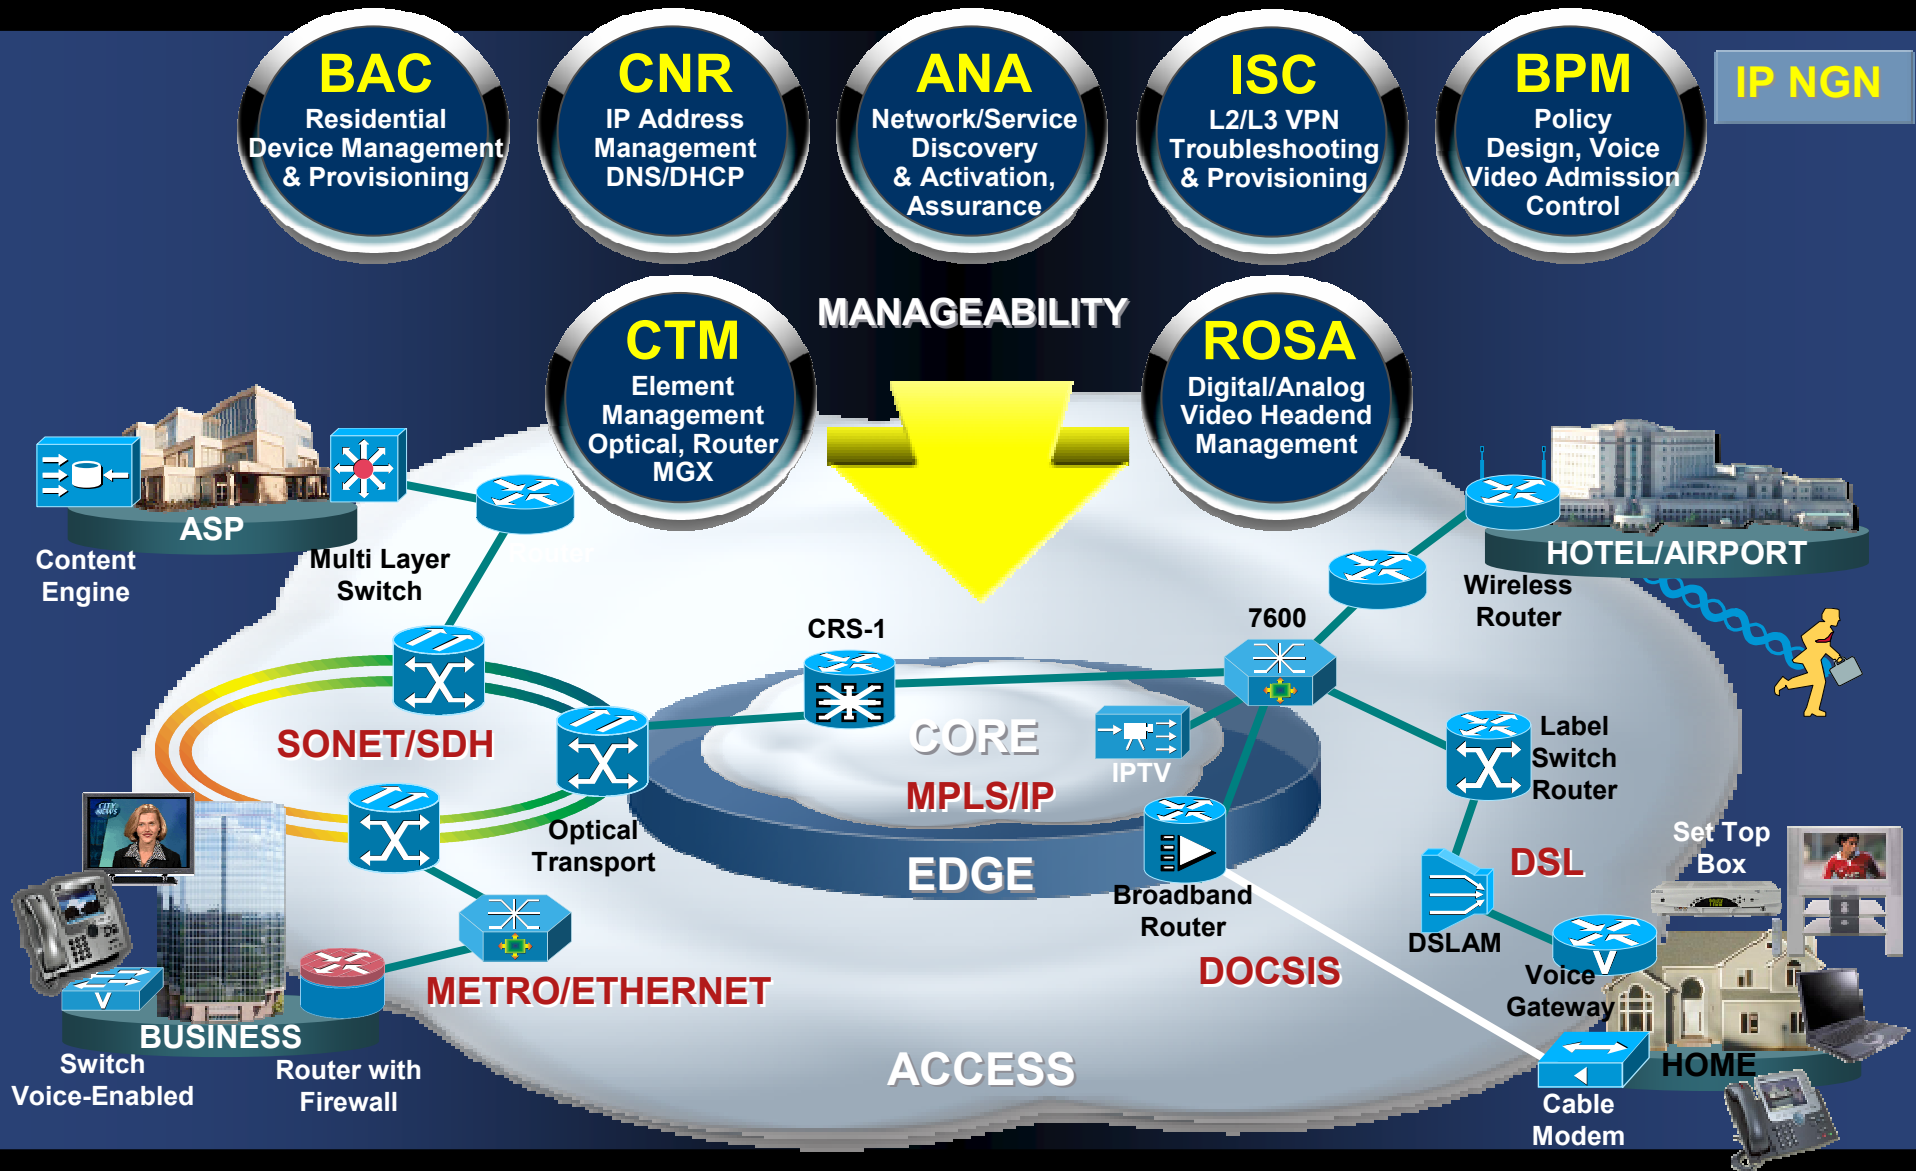 BAC
Residential
Device Management
& Provisioning
CNR
IP Address
Management
DNS/DHCP
ANA
Network/Service
Discovery
& Activation,
Assurance
ISC
L2/L3 VPN
Troubleshooting
& Provisioning
BPM
Policy
Design, Voice
Video Admission
Control
IP NGN
MANAGEABILITY
CTM
Element
Management
Optical, Router
MGX
ROSA
Digital/Analog
Video Headend
Management
ASP
Content
Engine
Multi Layer
Switch
Router
HOTEL/AIRPORT
Wireless
Router
CRS-1
7600
SONET/SDH
CORE
MPLS/IP
IPTV
Label
Switch
Router
Optical
Transport
EDGE
Broadband
Router
DSL
Set Top
Box
DSLAM
CITY
NEWS
METRO/ETHERNET
DOCSIS
Voice
Gateway
V
V
BUSINESS
Switch
Voice-Enabled
Router with
Firewall
ACCESS
HOME
Cable
Modem